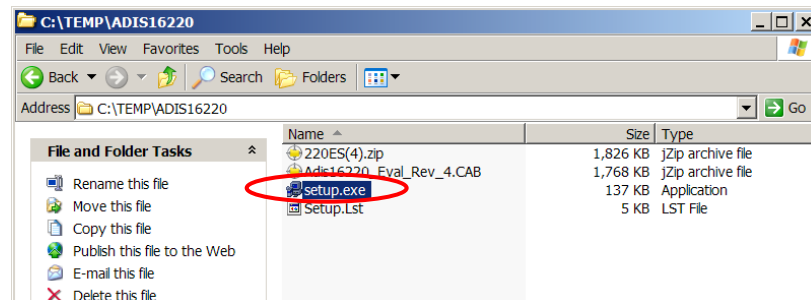 C:\TEMP\ADIS16220
File Edit View Favorites Tools Help
Back Search Folders
Address C:\TEMP\ADIS16220 Go
File and Folder Tasks
Rename this file
Move this file
Copy this file
Publish this file to the Web
E-mail this file
Delete this file
Name Size Type
220ES(4).zip 1,826 KB jZip archive file
Adis16220_Eval_Rev_4.CAB 1,768 KB jZip archive file
setup.exe 137 KB Application
Setup.Lst 5 KB LST File